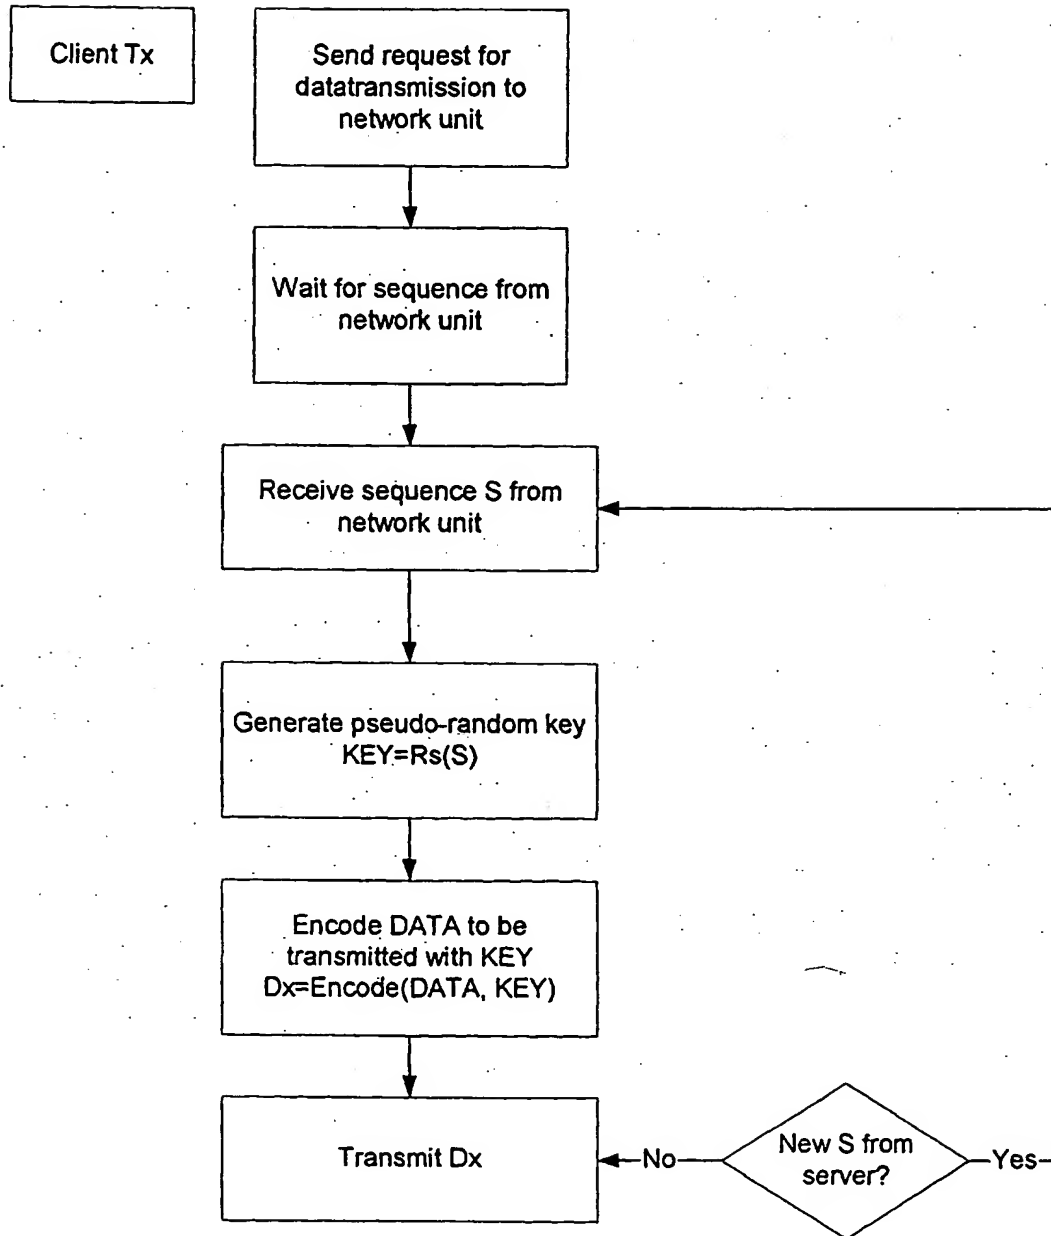 Client Tx
Send request for
datatransmission to
network unit
Wait for sequence from
network unit
Receive sequence S from
network unit
Generate pseudo-random key
KEY=Rs(S)
Encode DATA to be
transmitted with KEY
Dx=Encode(DATA, KEY)
Transmit Dx
No
New S from
server?
Yes